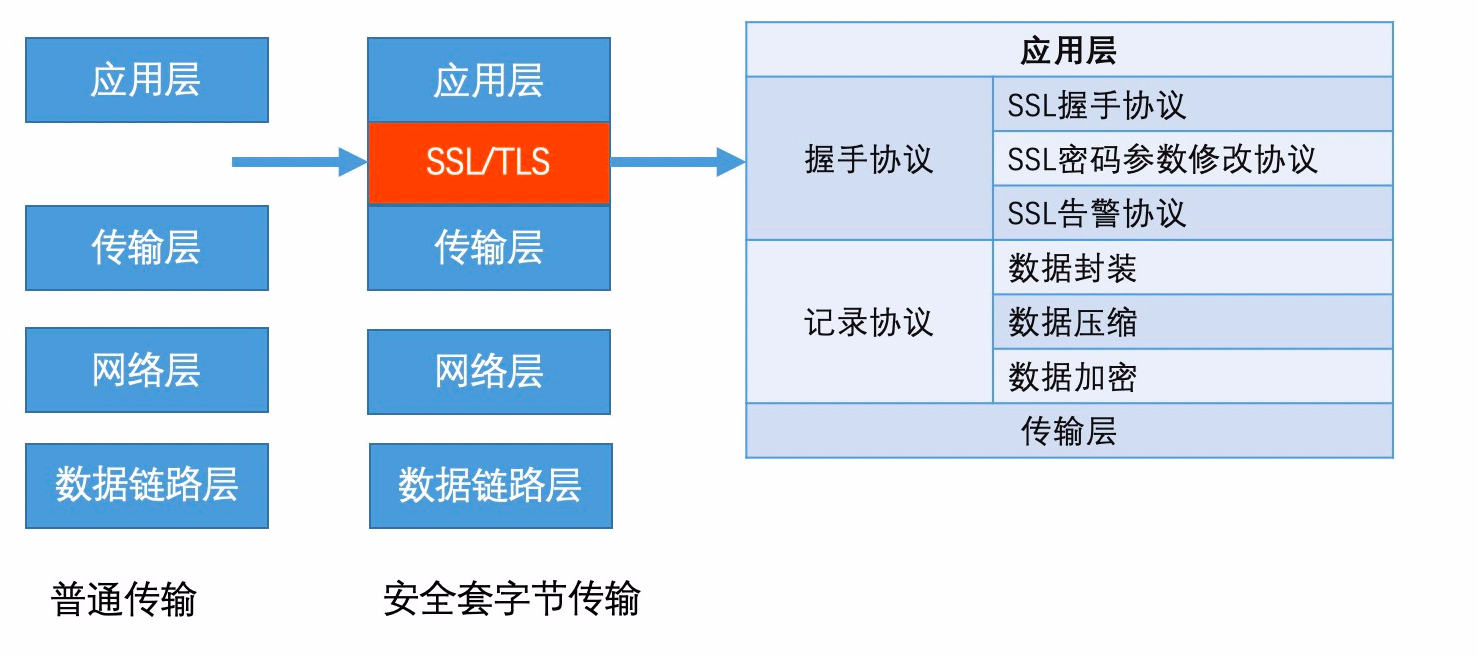 应用层
传输层
网络层
数据链路层
普通传输
应用层
SSL/TLS
传输层
网络层
数据链路层
安全套字节传输
应用层
握手协议
SSL握手协议
SSL密码参数修改协议
SSL告警协议
记录协议
数据封装
数据压缩
数据加密
传输层